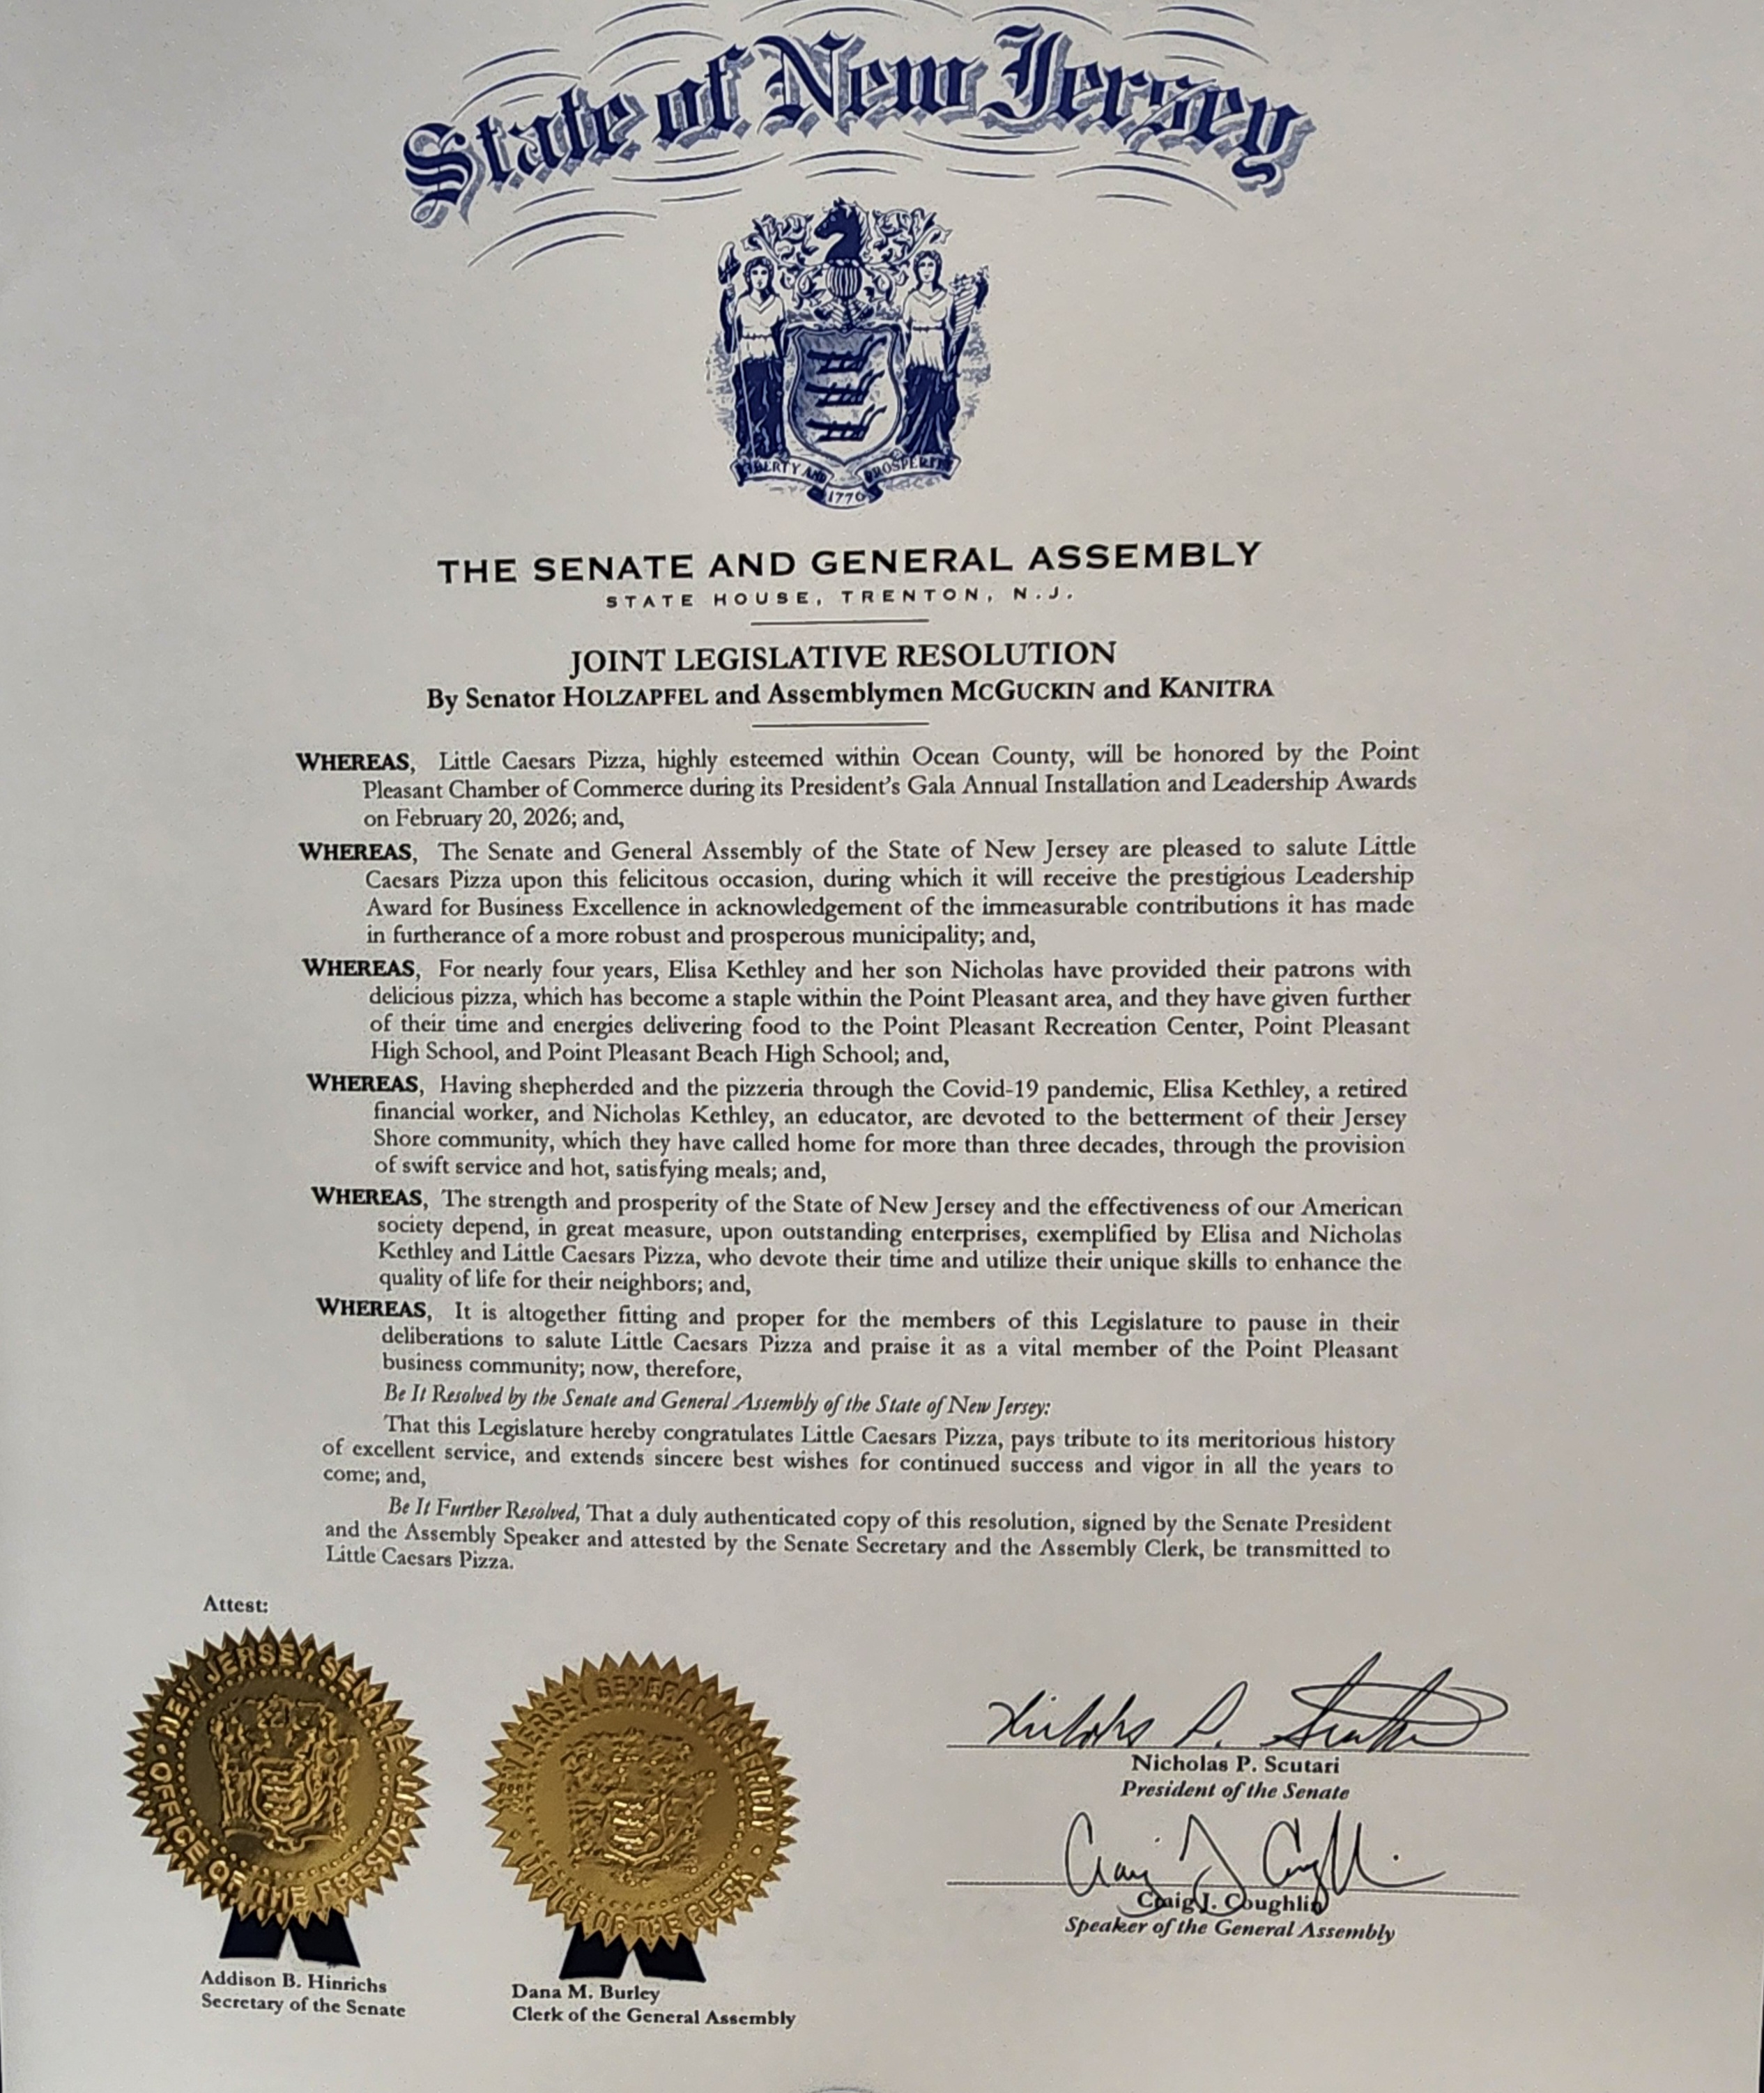 State of New Jersey
LIBERTY AND PROSPERITY
1776
THE SENATE AND GENERAL ASSEMBLY
STATE HOUSE, TRENTON, N.J.
JOINT LEGISLATIVE RESOLUTION
By Senator HOLZAPFEL and Assemblymen MCGUCKIN and KANITRA
WHEREAS, Little Caesars Pizza, highly esteemed within Ocean County, will be honored by the Point
Pleasant Chamber of Commerce during its President's Gala Annual Installation and Leadership Awards
on February 20, 2026; and,
WHEREAS, The Senate and General Assembly of the State of New Jersey are pleased to salute Little
Caesars Pizza upon this felicitous occasion, during which it will receive the prestigious Leadership
Award for Business Excellence in acknowledgement of the immeasurable contributions it has made
in furtherance of a more robust and prosperous municipality; and,
WHEREAS, For nearly four years, Elisa Kethley and her son Nicholas have provided their patrons with
delicious pizza, which has become a staple within the Point Pleasant area, and they have given further
of their time and energies delivering food to the Point Pleasant Recreation Center, Point Pleasant
High School, and Point Pleasant Beach High School; and,
WHEREAS, Having shepherded and the pizzeria through the Covid-19 pandemic, Elisa Kethley, a retired
financial worker, and Nicholas Kethley, an educator, are devoted to the betterment of their Jersey
Shore community, which they have called home for more than three decades, through the provision
of swift service and hot, satisfying meals; and,
WHEREAS, The strength and prosperity of the State of New Jersey and the effectiveness of our American
society depend, in great measure, upon outstanding enterprises, exemplified by Elisa and Nicholas
Kethley and Little Caesars Pizza, who devote their time and utilize their unique skills to enhance the
quality of life for their neighbors; and,
WHEREAS, It is altogether fitting and proper for the members of this Legislature to pause in their
deliberations to salute Little Caesars Pizza and praise it as a vital member of the Point Pleasant
business community; now, therefore,
Be It Resolved by the Senate and General Assembly of the State of New Jersey:
That this Legislature hereby congratulates Little Caesars Pizza, pays tribute to its meritorious history
of excellent service, and extends sincere best wishes for continued success and vigor in all the years to
come; and,
Be It Further Resolved, That a duly authenticated copy of this resolution, signed by the Senate President
and the Assembly Speaker and attested by the Senate Secretary and the Assembly Clerk, be transmitted to
Little Caesars Pizza.
Attest:
NEW JERSEY SENATE
OFFICE OF THE PRESIDENT
JERSEY GENERAL ASSEMBLY
OFFICE OF THE CLERK
Addison B. Hinrichs
Secretary of the Senate
Dana M. Burley
Clerk of the General Assembly
Nicholas P. Scutari
Nicholas P. Scutari
President of the Senate
Craig J. Coughlin
Craig J. Coughlin
Speaker of the General Assembly